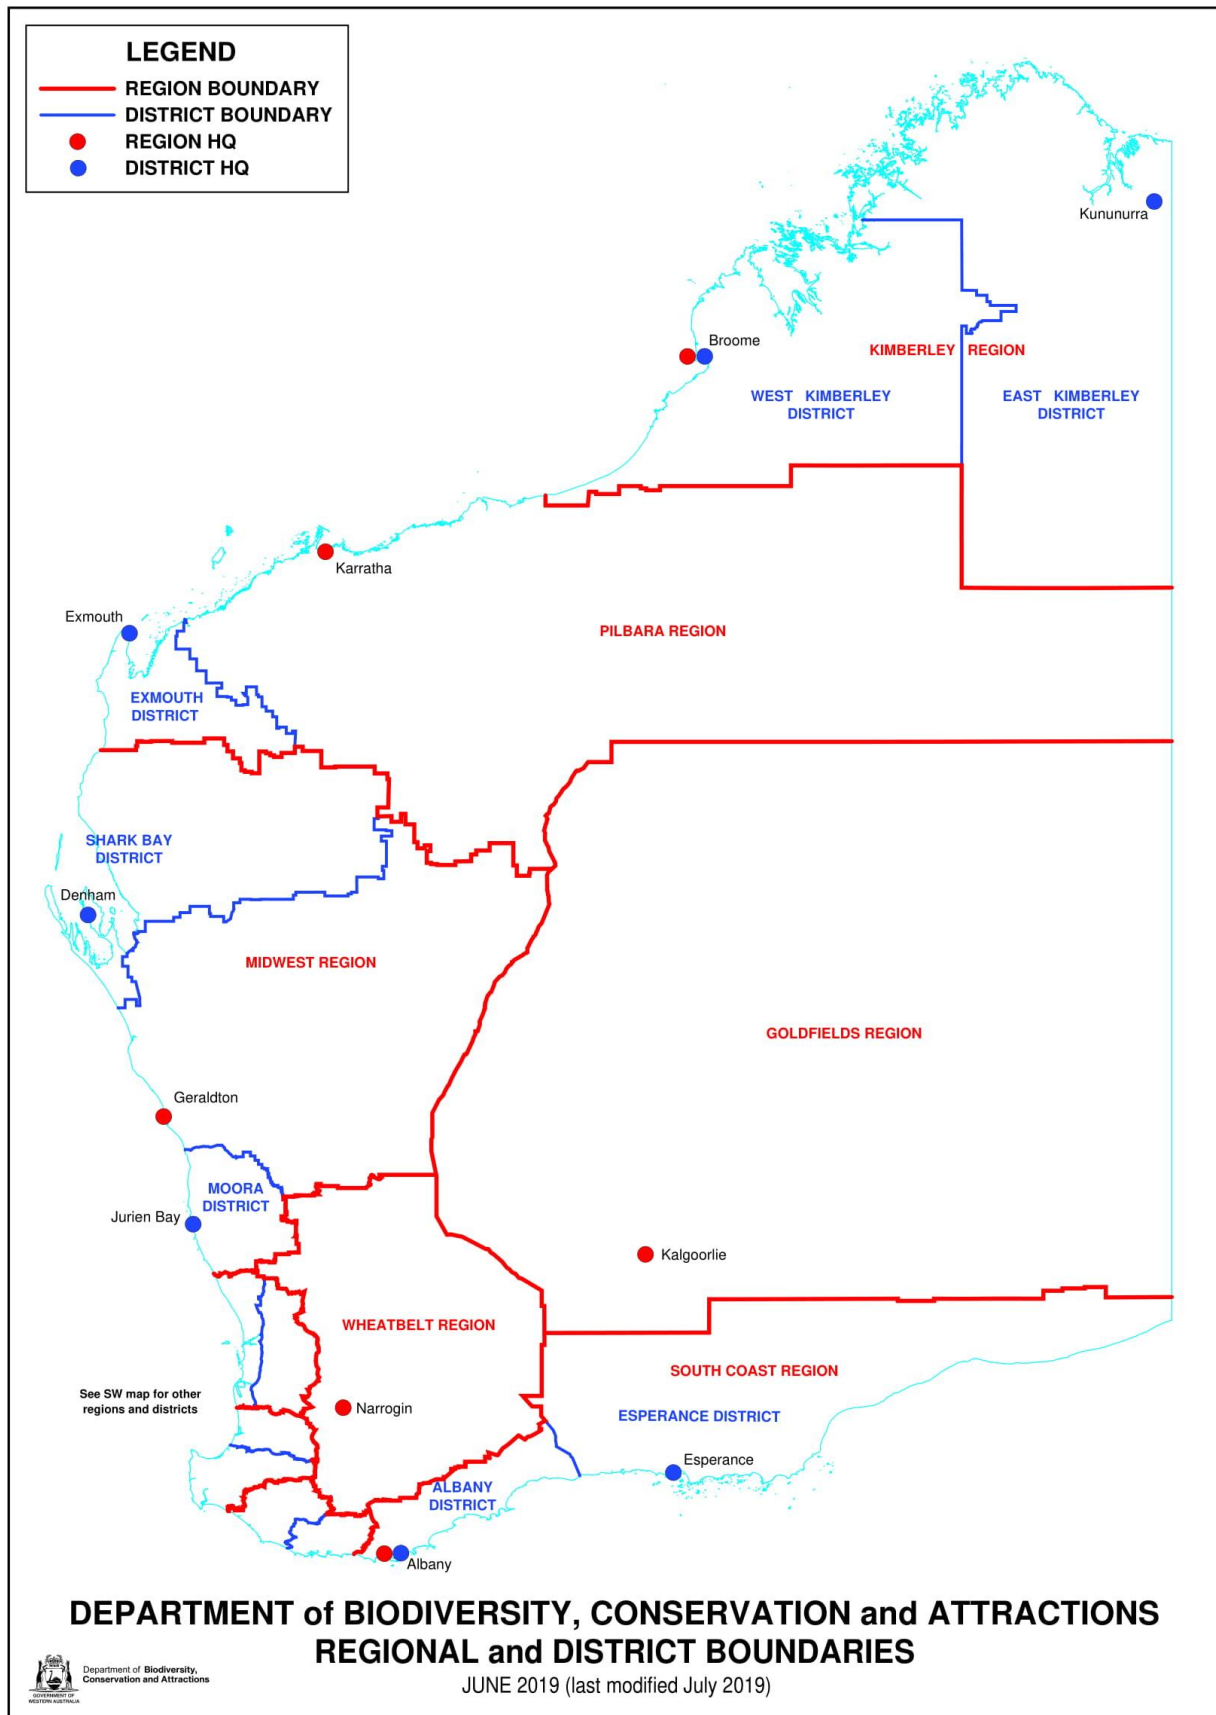 LEGEND
REGION BOUNDARY
DISTRICT BOUNDARY
REGION HQ
DISTRICT HQ
Kununurra
Broome
KIMBERLEY REGION
WEST KIMBERLEY
DISTRICT
EAST KIMBERLEY
DISTRICT
Karratha
Exmouth
PILBARA REGION
EXMOUTH
DISTRICT
SHARK BAY
DISTRICT
Denham
MIDWEST REGION
GOLDFIELDS REGION
Geraldton
MOORA
DISTRICT
Jurien Bay
Kalgoorlie
WHEATBELT REGION
SOUTH COAST REGION
See SW map for other
regions and districts
Narrogin
ESPERANCE DISTRICT
Esperance
ALBANY
DISTRICT
Albany
DEPARTMENT of BIODIVERSITY, CONSERVATION and ATTRACTIONS
REGIONAL and DISTRICT BOUNDARIES
JUNE 2019 (last modified July 2019)
Department of Biodiversity,
Conservation and Attractions
GOVERNMENT OF
WESTERN AUSTRALIA